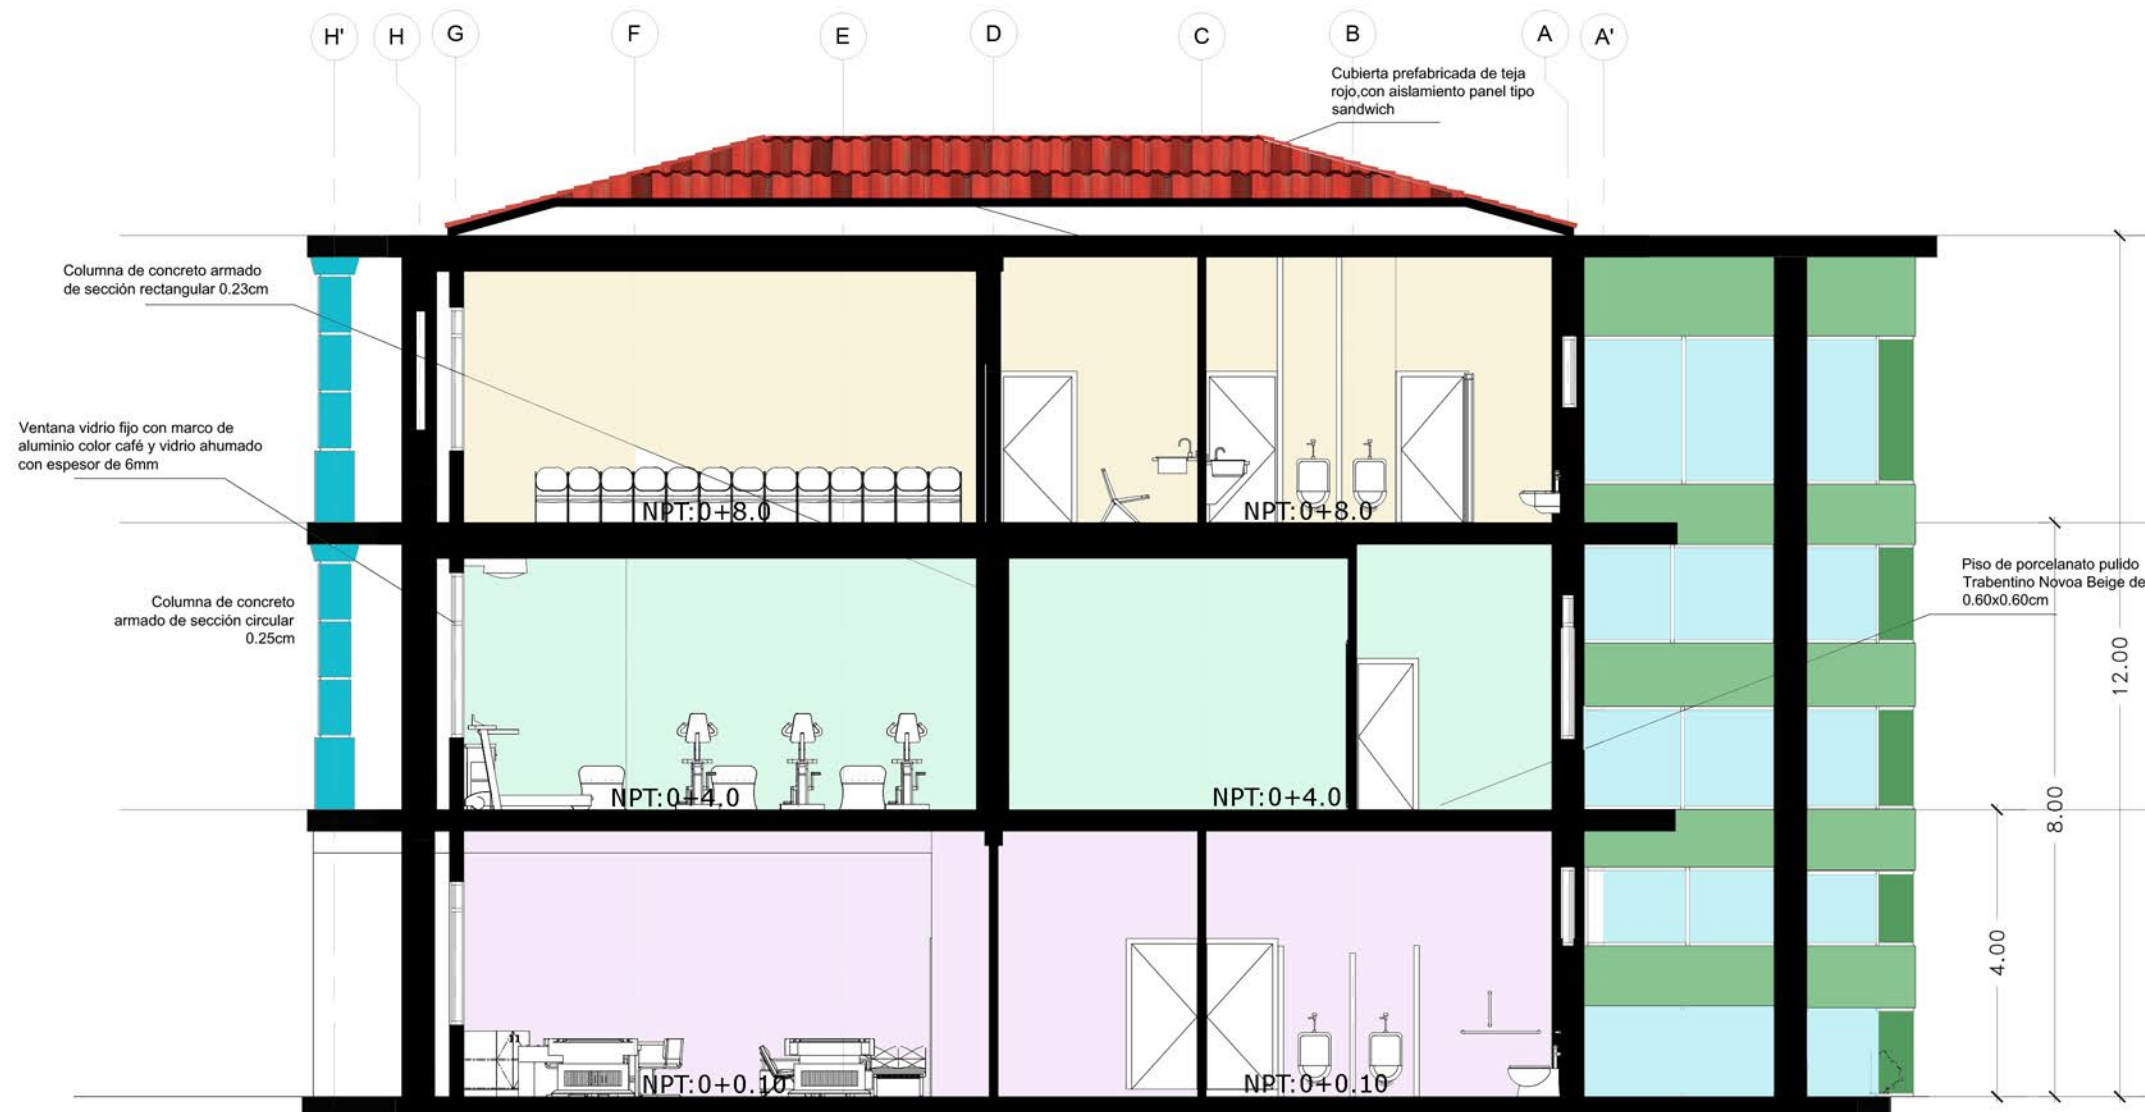 H' H G F E D C B A A'
Cubierta prefabricada de teja
rojo,con aislamiento panel tipo
sandwich
Columna de concreto armado
de sección rectangular 0.23cm
Ventana vidrio fijo con marco de
aluminio color café y vidrio ahumado
con espesor de 6mm
NPT:0+8.0 NPT:0+8.0
Columna de concreto
armado de sección circular
0.25cm
Piso de porcelanato pulido
Trabentino Novoa Beige de
0.60x0.60cm
12.00
NPT:0+4.0 NPT:0+4.0
8.00
4.00
NPT:0+0.10 NPT:0+0.10